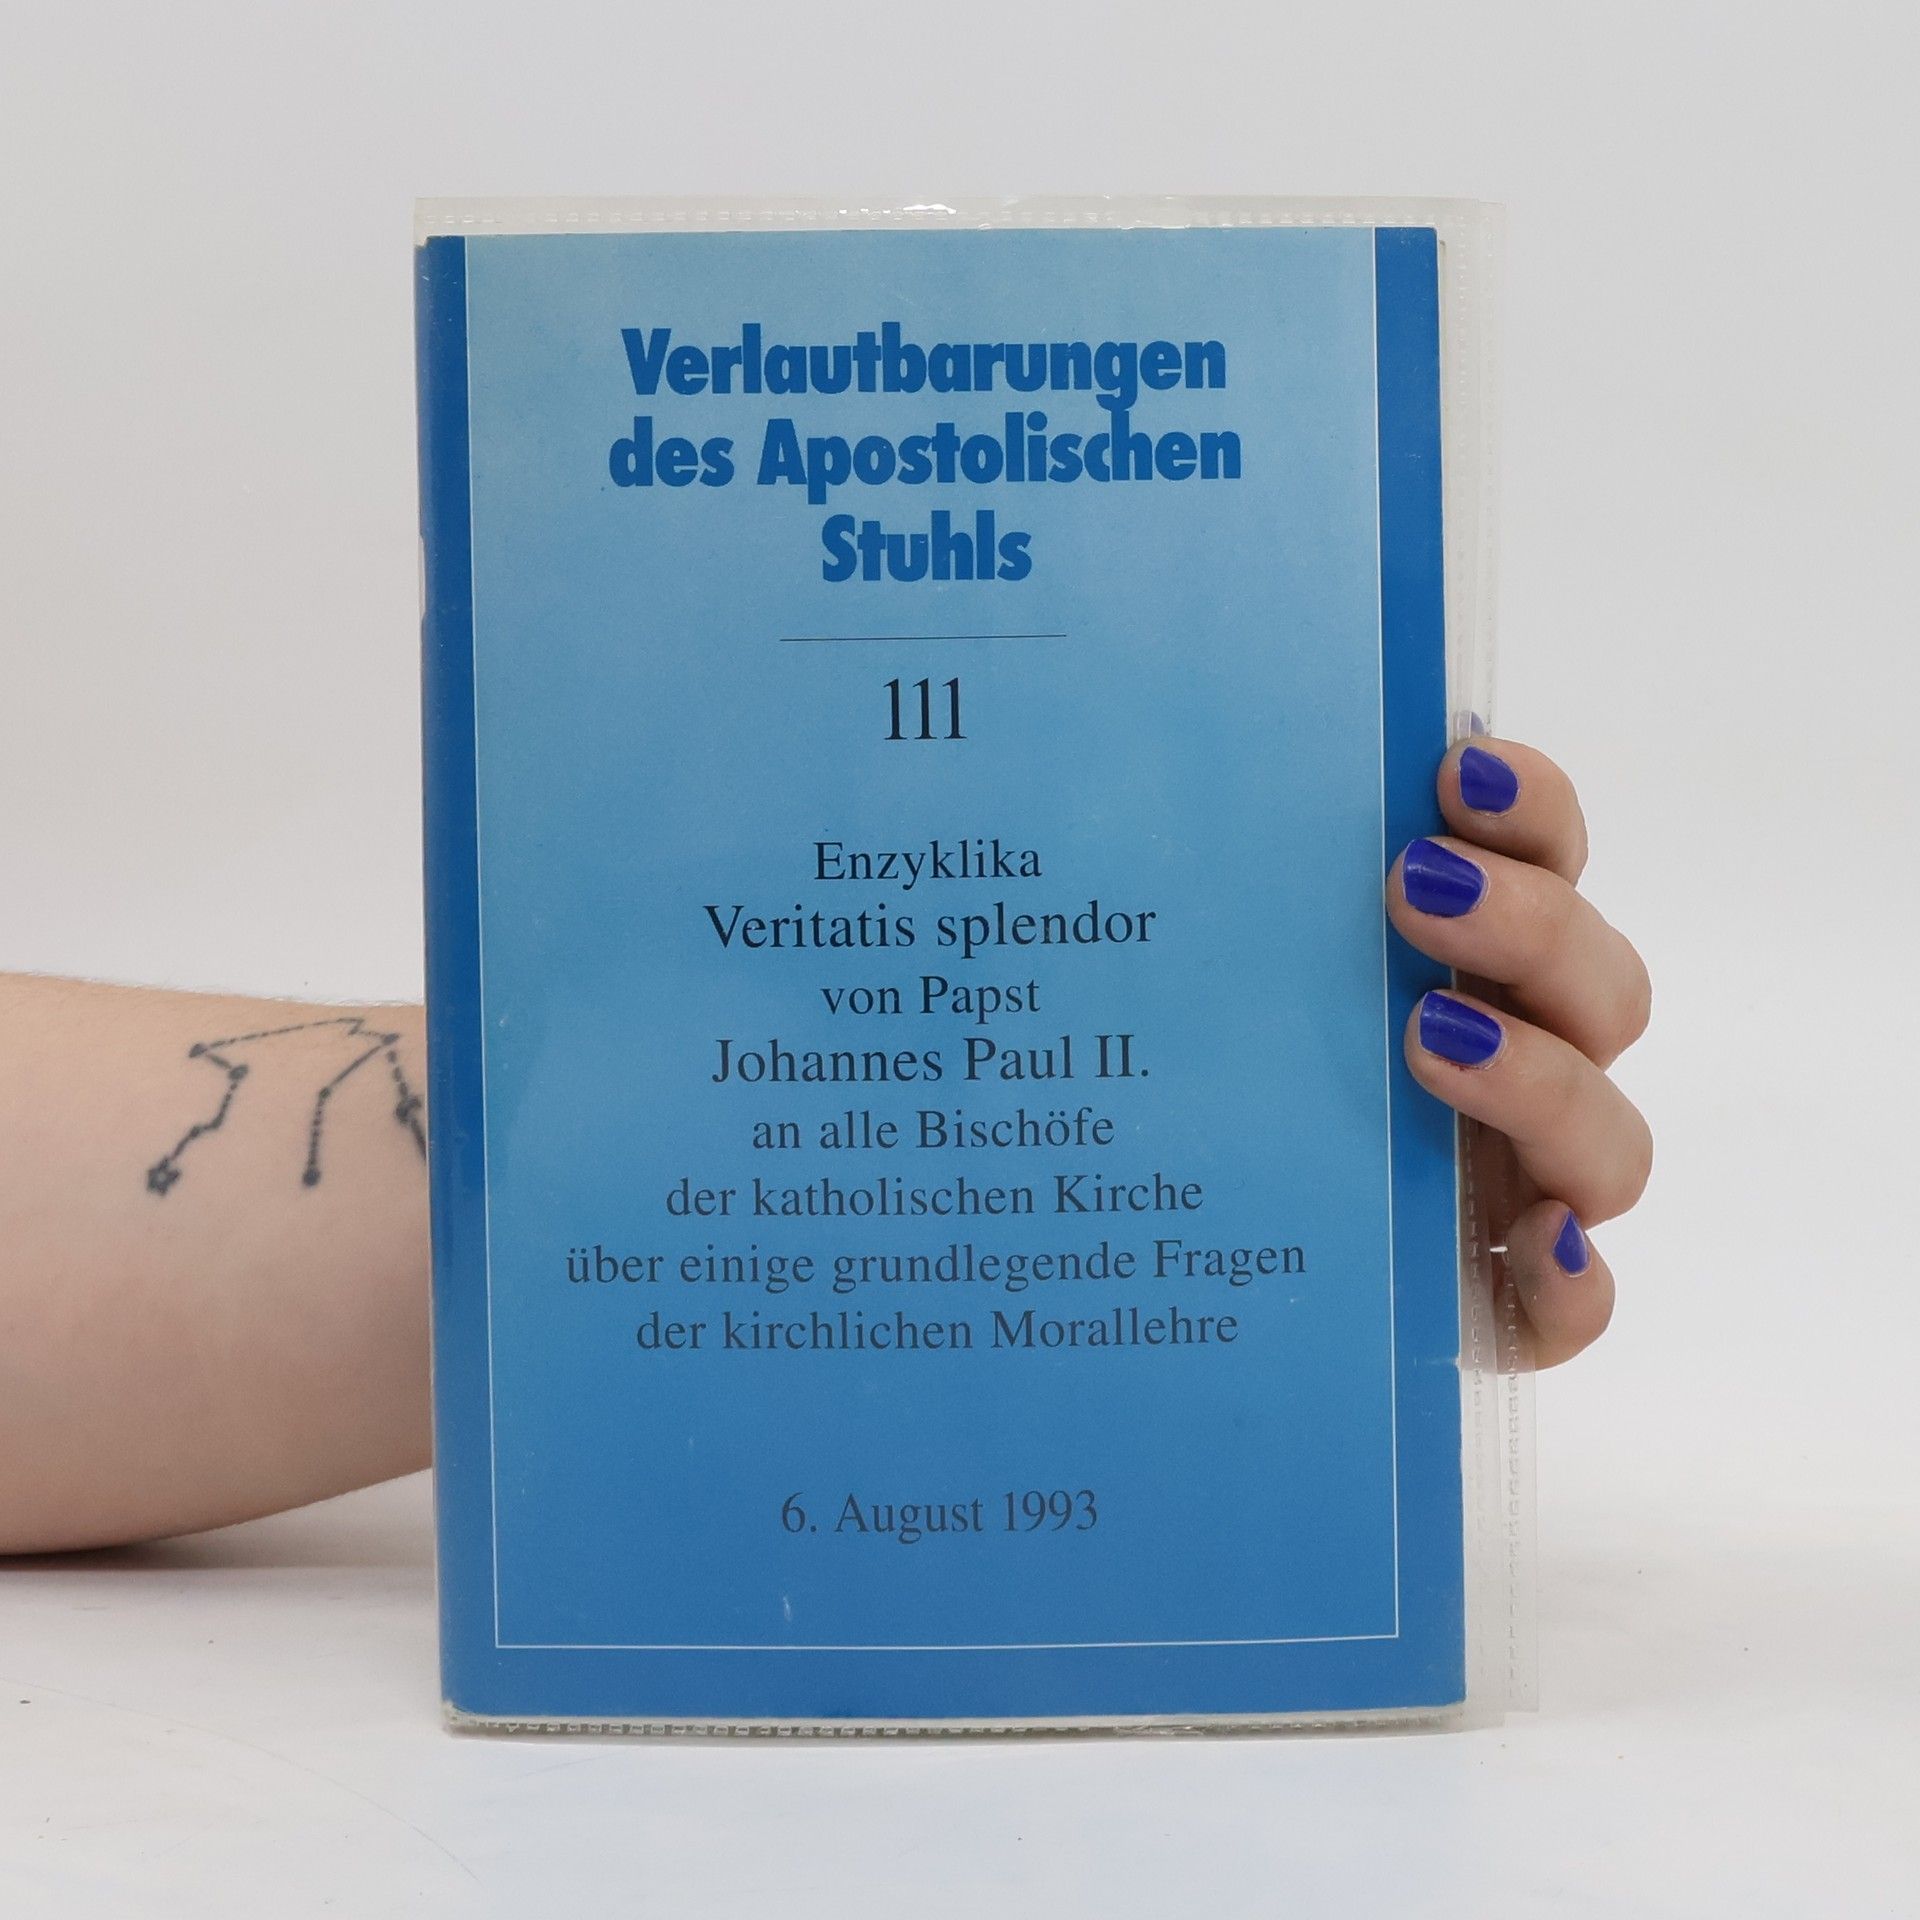 Verlautbarungen
des Apostolischen
Stuhls
111
Enzyklika
Veritatis splendor
von Papst
Johannes Paul II.
an alle Bischöfe
der katholischen Kirche
über einige grundlegende Fragen
der kirchlichen Morallehre
6. August 1993